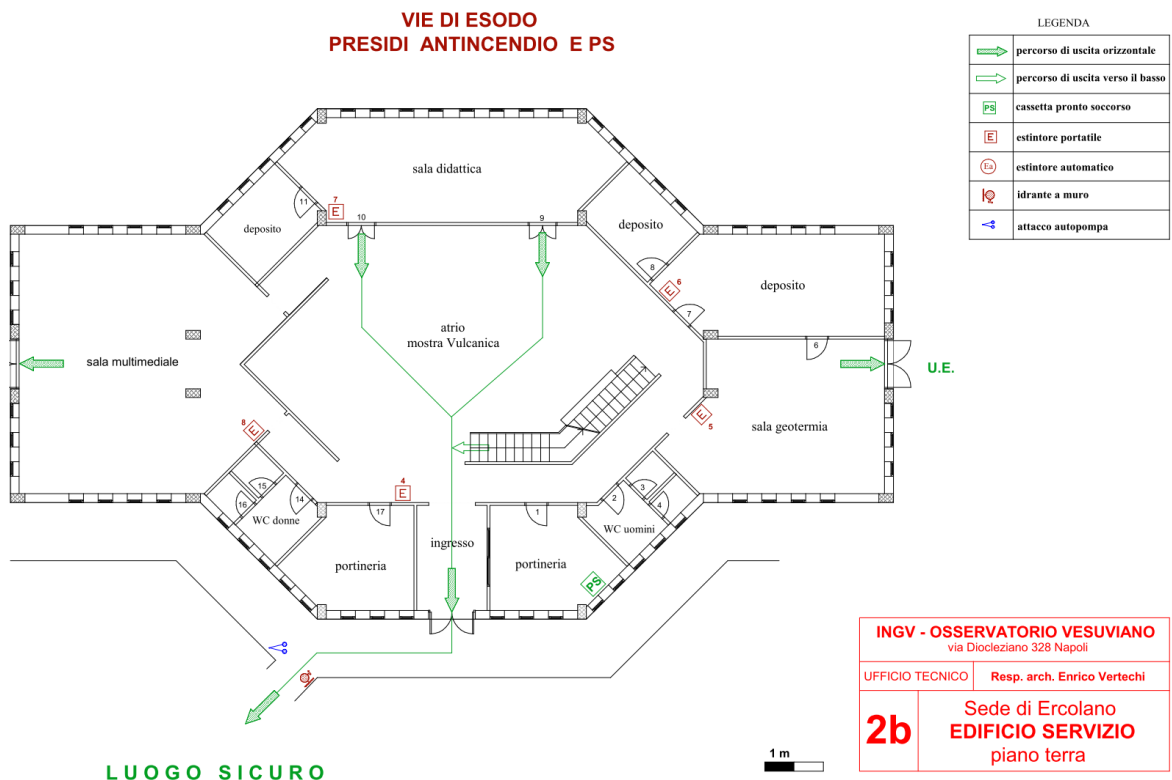 VIE DI ESODO
PRESIDI ANTINCENDIO E PS
LEGENDA
percorso di uscita orizzontale
percorso di uscita verso il basso
PS
cassetta pronto soccorso
E
estintore portatile
Ea
estintore automatico
idrante a muro
attacco autopompa
sala didattica
11
7
E
10
9
deposito
deposito
8
6
E
deposito
7
atrio
mostra Vulcanica
6
sala multimediale
U.E.
8
E
E
5
sala geotermia
4
E
15
14
16
WC donne
17
1
2
3
4
WC uomini
ingresso
portineria
portineria
PS
INGV - OSSERVATORIO VESUVIANO
via Diocleziano 328 Napoli
UFFICIO TECNICO
Resp. arch. Enrico Vertechi
2b
Sede di Ercolano
EDIFICIO SERVIZIO
piano terra
1 m
LUOGO SICURO